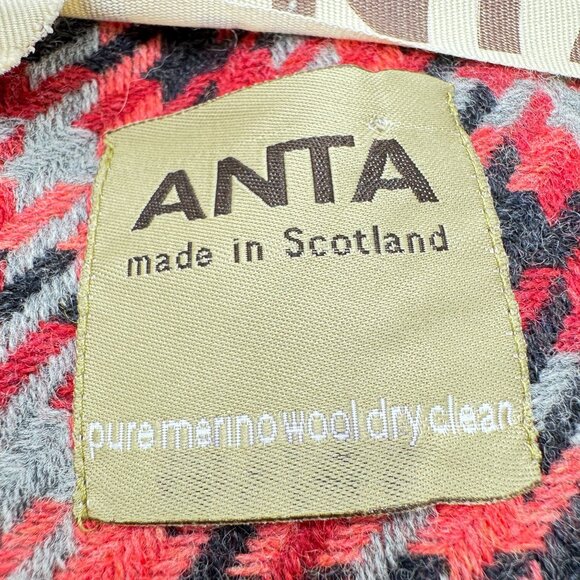 ANTA
made in Scotland
pure merino wool dry clean